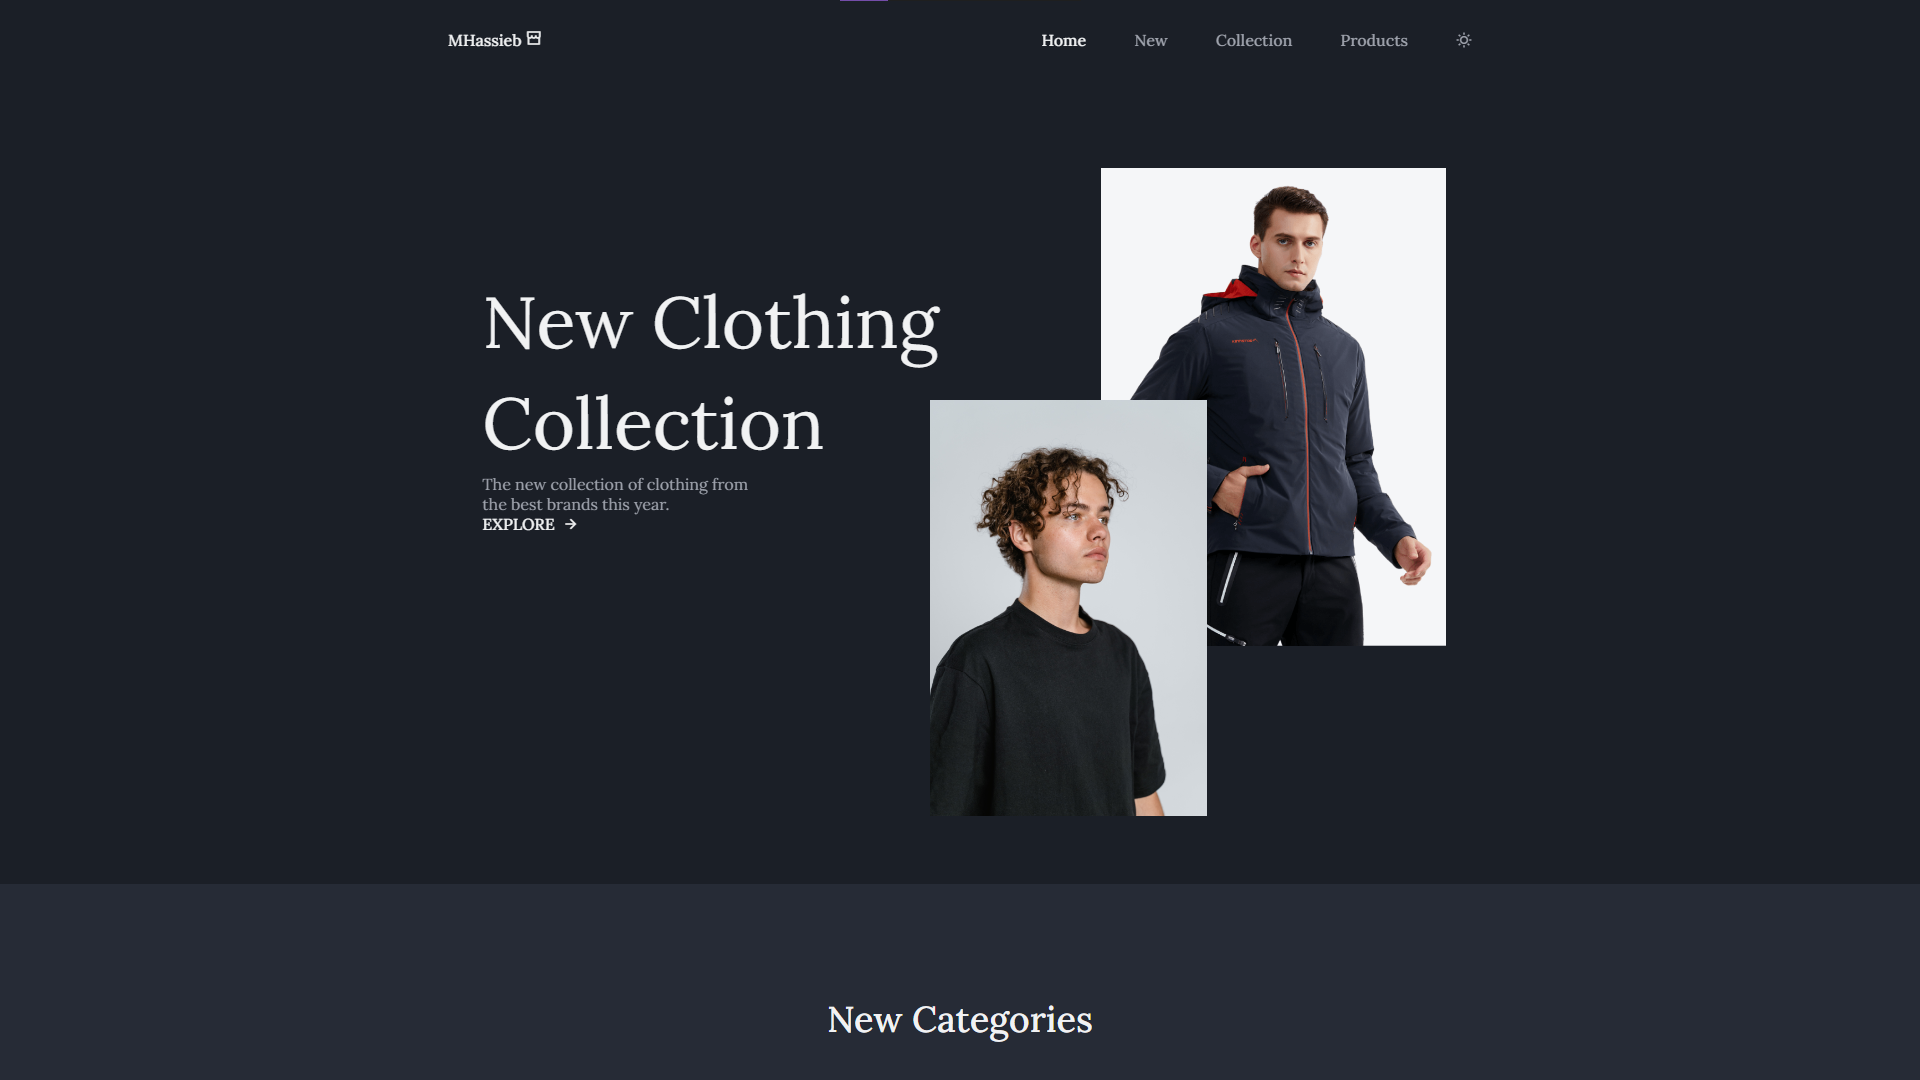 MHassieb
Home
New
Collection
Products
New Clothing
Collection
The new collection of clothing from
the best brands this year.
EXPLORE →
New Categories